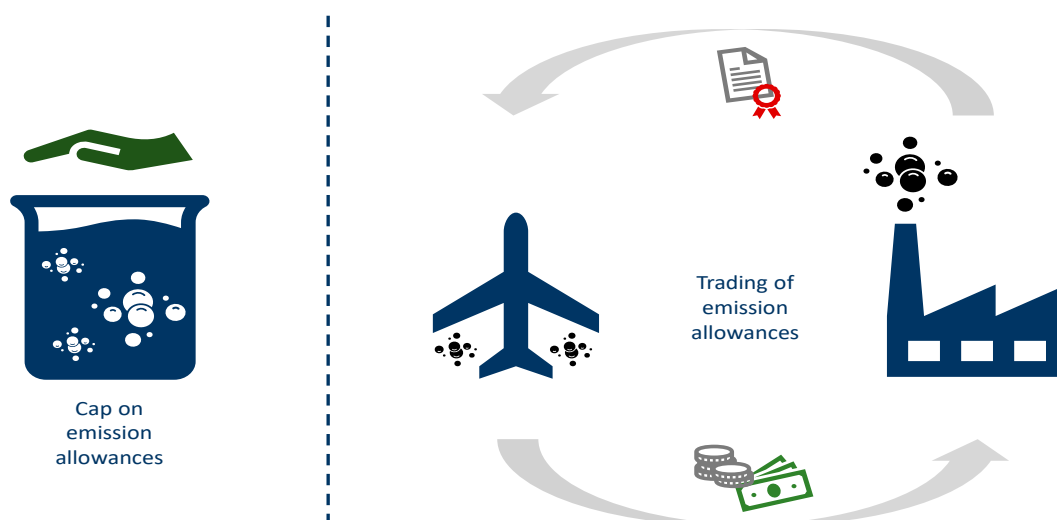 Cap on
emission
allowances
Trading of
emission
allowances